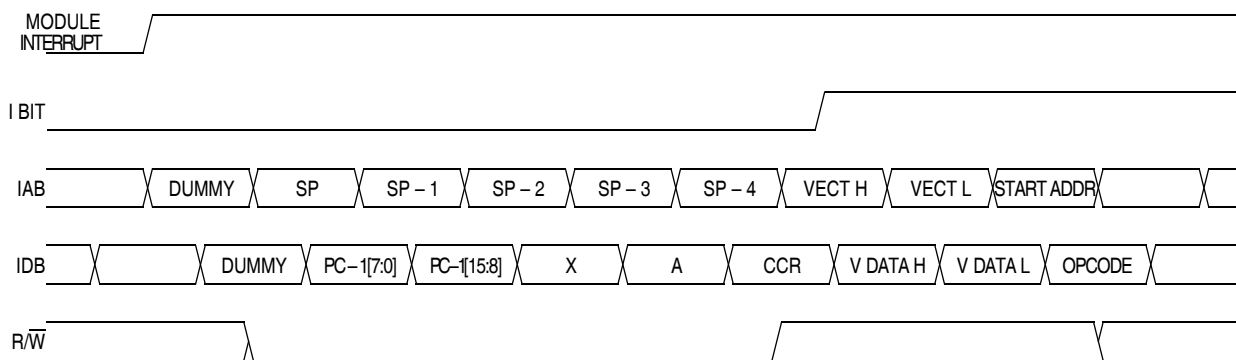 MODULE
INTERRUPT
I BIT
IAB DUMMY SP SP – 1 SP – 2 SP – 3 SP – 4 VECT H VECT L START ADDR
IDB DUMMY PC – 1[7:0] PC–1[15:8] X A CCR V DATA H V DATA L OPCODE
R/W̅